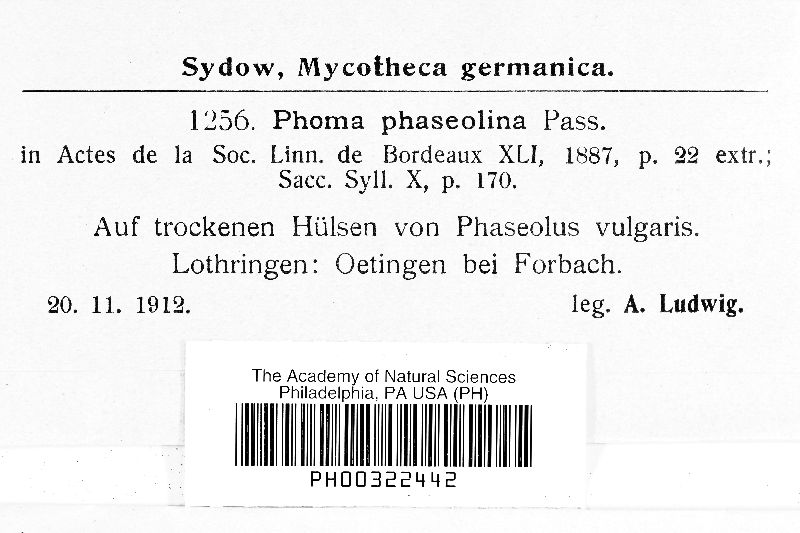 Sydow, Mycotheca germanica.
1256. Phoma phaseolina Pass.
in Actes de la Soc. Linn. de Bordeaux XLI, 1887, p. 22 extr.;
Sacc. Syll. X, p. 170.
Auf trockenen Hülsen von Phaseolus vulgaris.
Lothringen: Oetingen bei Forbach.
20. 11. 1912. leg. A. Ludwig.
The Academy of Natural Sciences
Philadelphia, PA USA (PH)
PH00322442